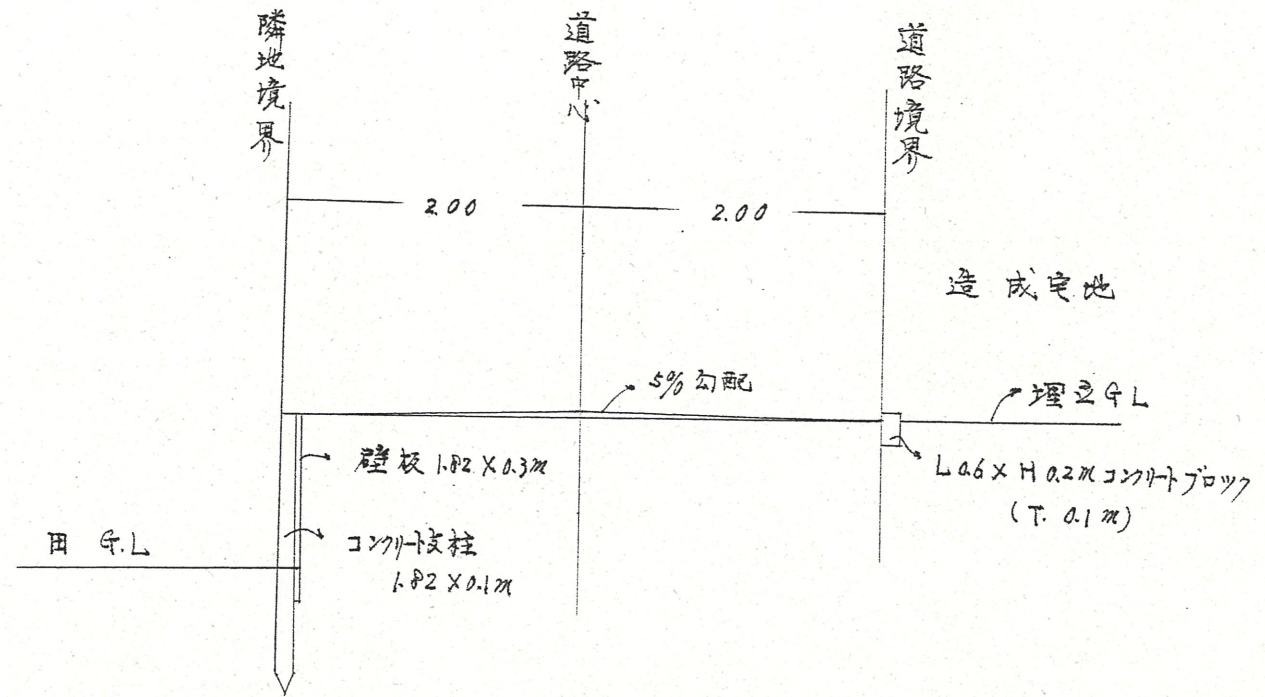 隣地境界
道路中心
道路境界
2.00
2.00
造成宅地
5%勾配
埋立GL
壁板 1.82×0.3m
L 0.6 × H 0.2m コンクリートブロック
(T. 0.1m)
田 G.L
コンクリート支柱
1.82×0.1m